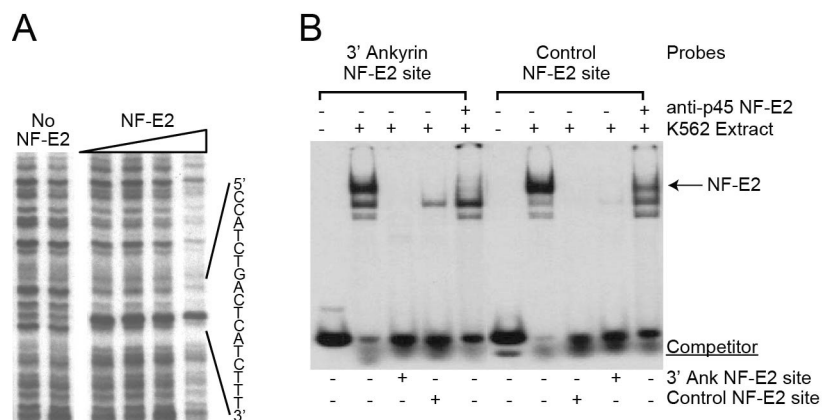 A
B
No
NF-E2
NF-E2
5’
C
C
A
T
C
T
G
A
C
T
C
A
T
C
T
T
T
3’
3’ Ankyrin
NF-E2 site
Control
NF-E2 site
Probes
- - - - + - - - - + anti-p45 NF-E2
- + + + + - + + + + K562 Extract
NF-E2
Competitor
- - + - - - - - + - 3’ Ank NF-E2 site
- - - + - - - + - - Control NF-E2 site